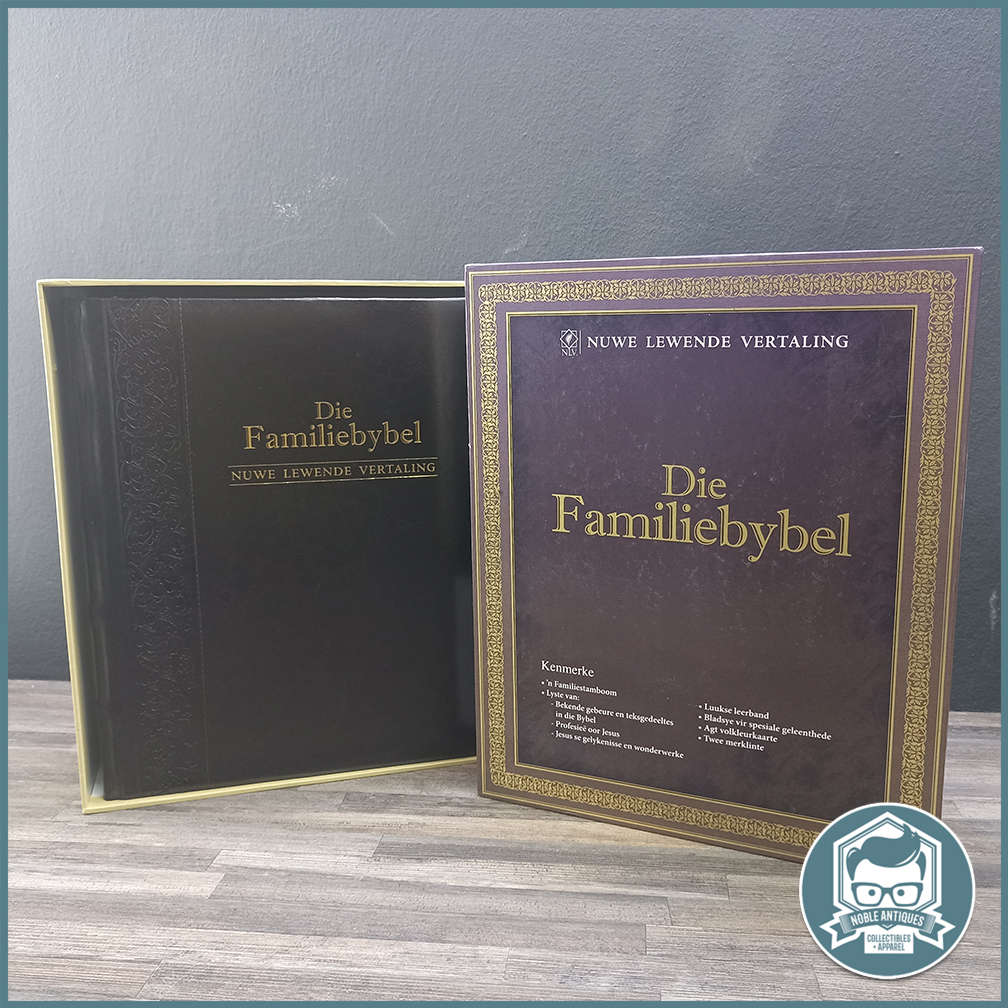 Die
Familiebybel
NUWE LEWENDE VERTALING
NLV.
NUWE LEWENDE VERTALING
Die
Familiebybel
Kenmerke
• 'n Familiestamboom
• Lyste van:
- Bekende gebeure en teksgedeeltes
in die Bybel
- Profesieë oor Jesus
- Jesus se gelykenisse en wonderwerke
• Luukse leerband
• Bladsye vir spesiale geleenthede
• Agt volkleurkaarte
• Twee merklinte
NOBLE ANTIQUES
COLLECTIBLES
+ APPAREL